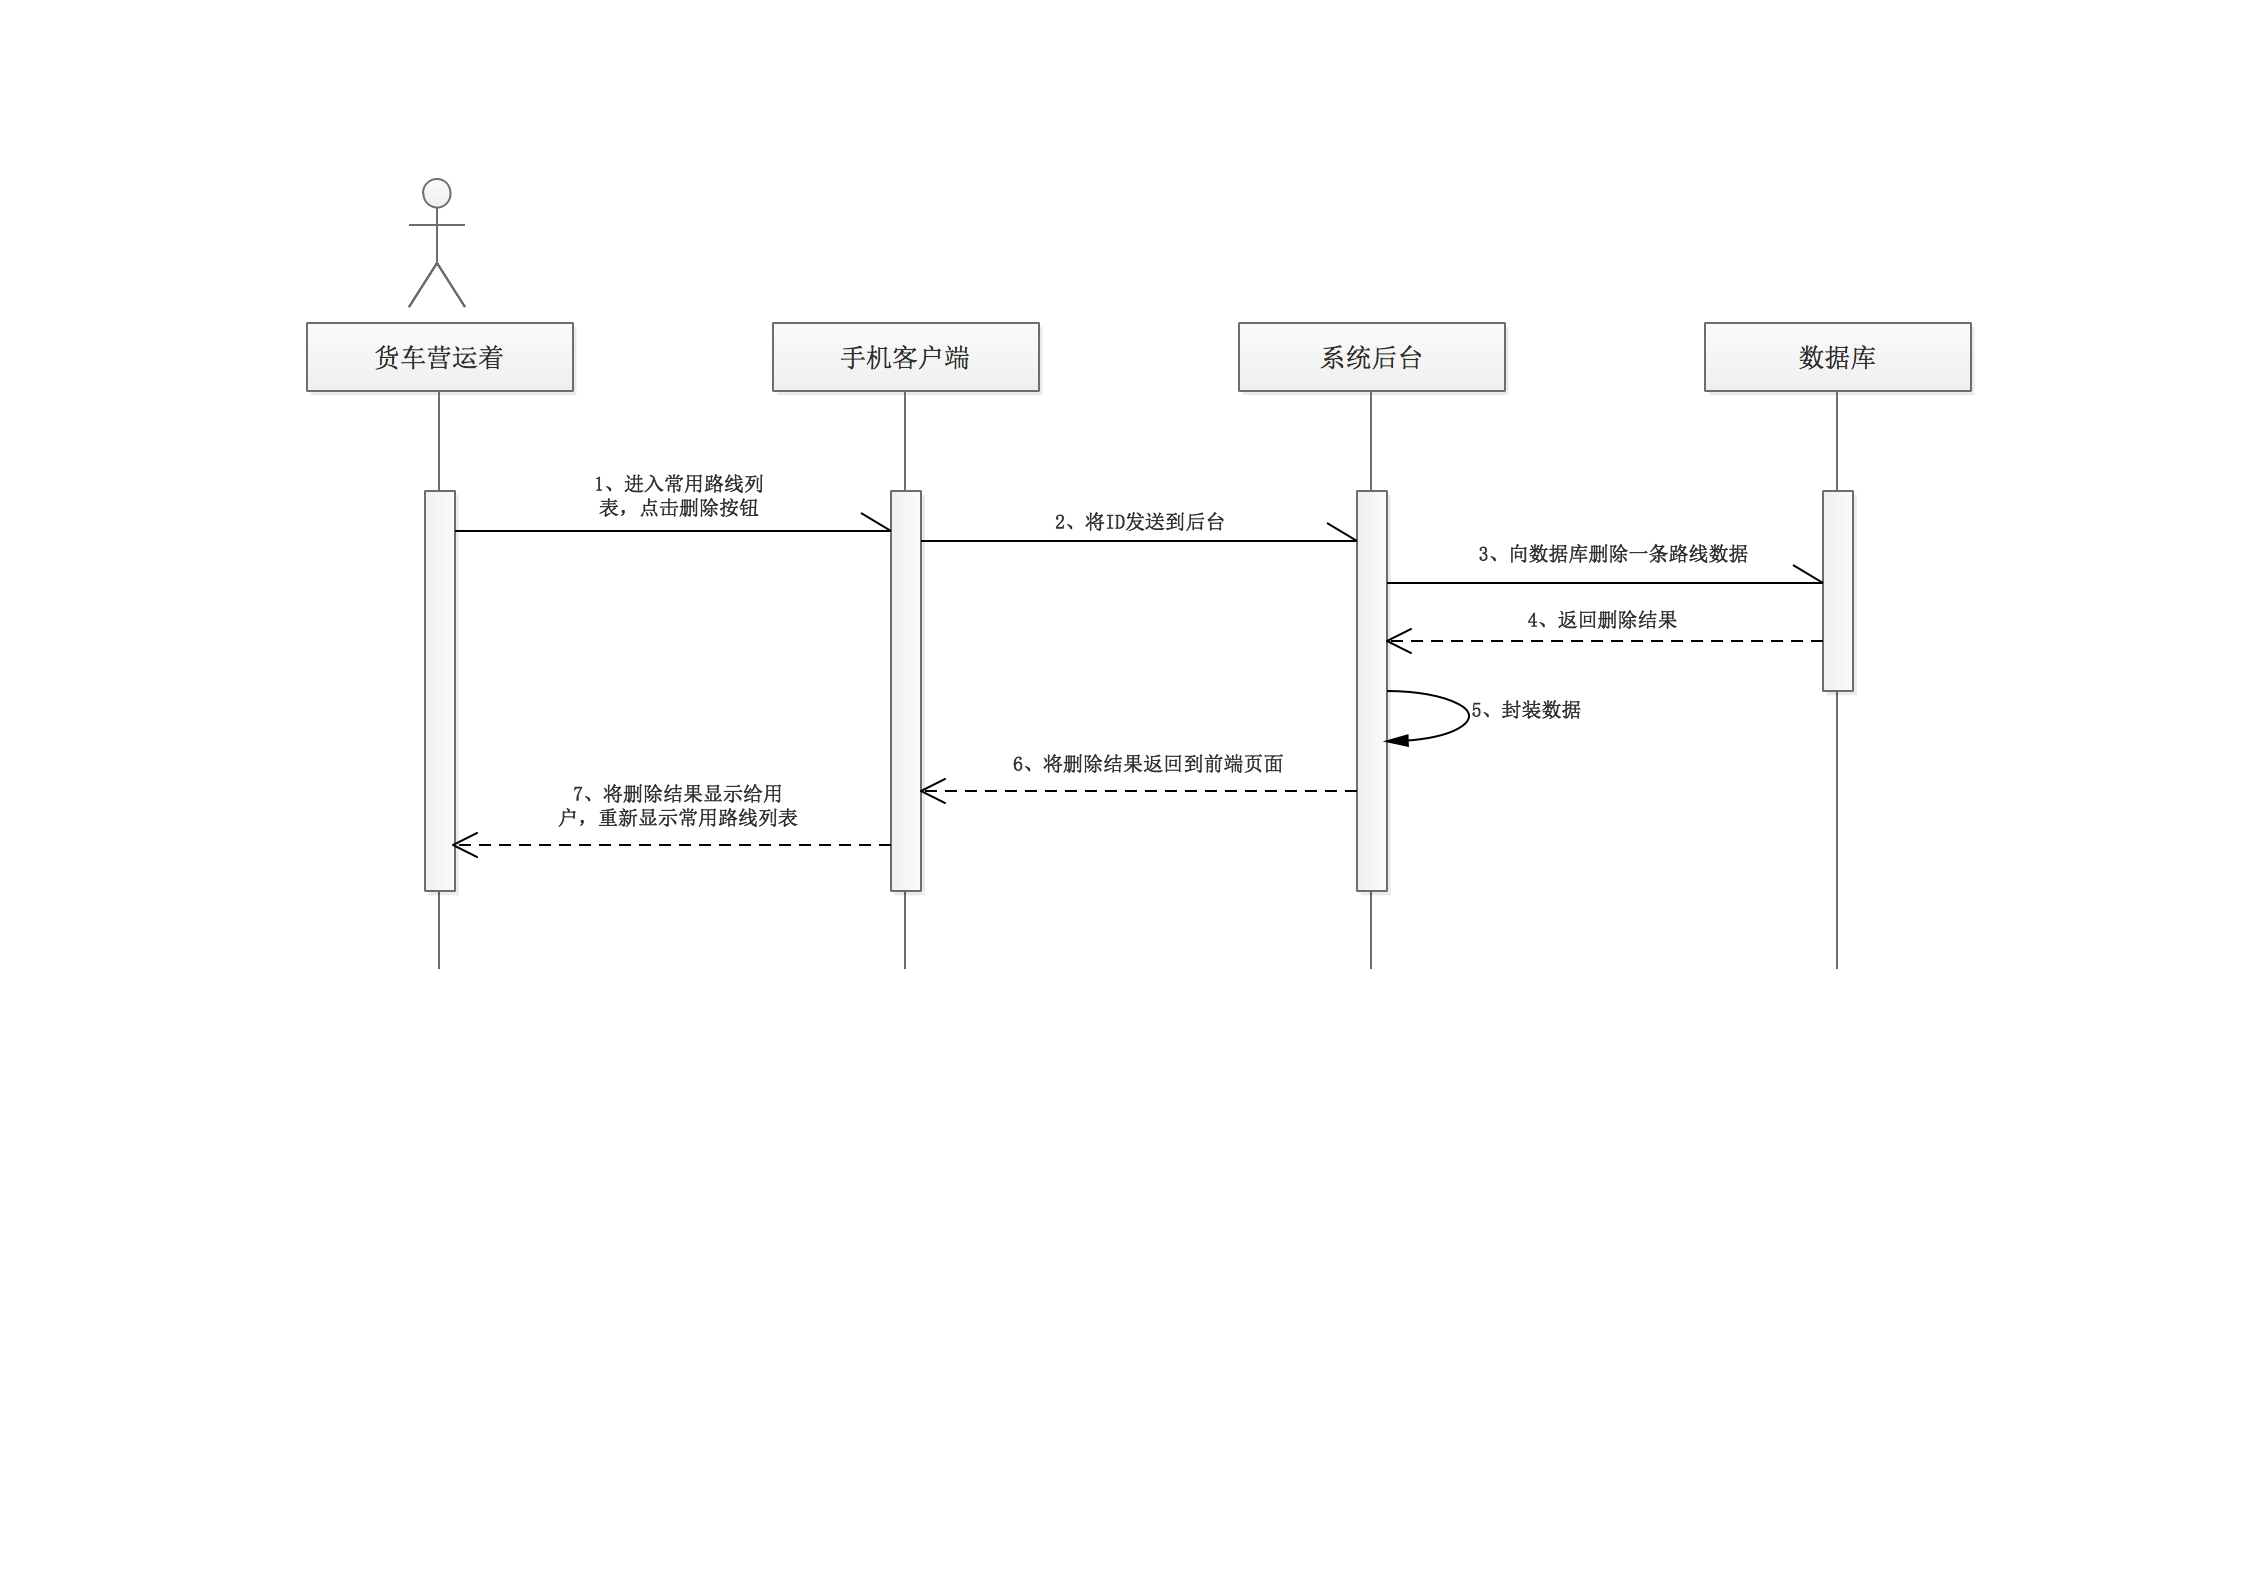 货车营运着
手机客户端
系统后台
数据库
1、进入常用路线列
表，点击删除按钮
2、将ID发送到后台
3、向数据库删除一条路线数据
4、返回删除结果
5、封装数据
6、将删除结果返回到前端页面
7、将删除结果显示给用
户，重新显示常用路线列表